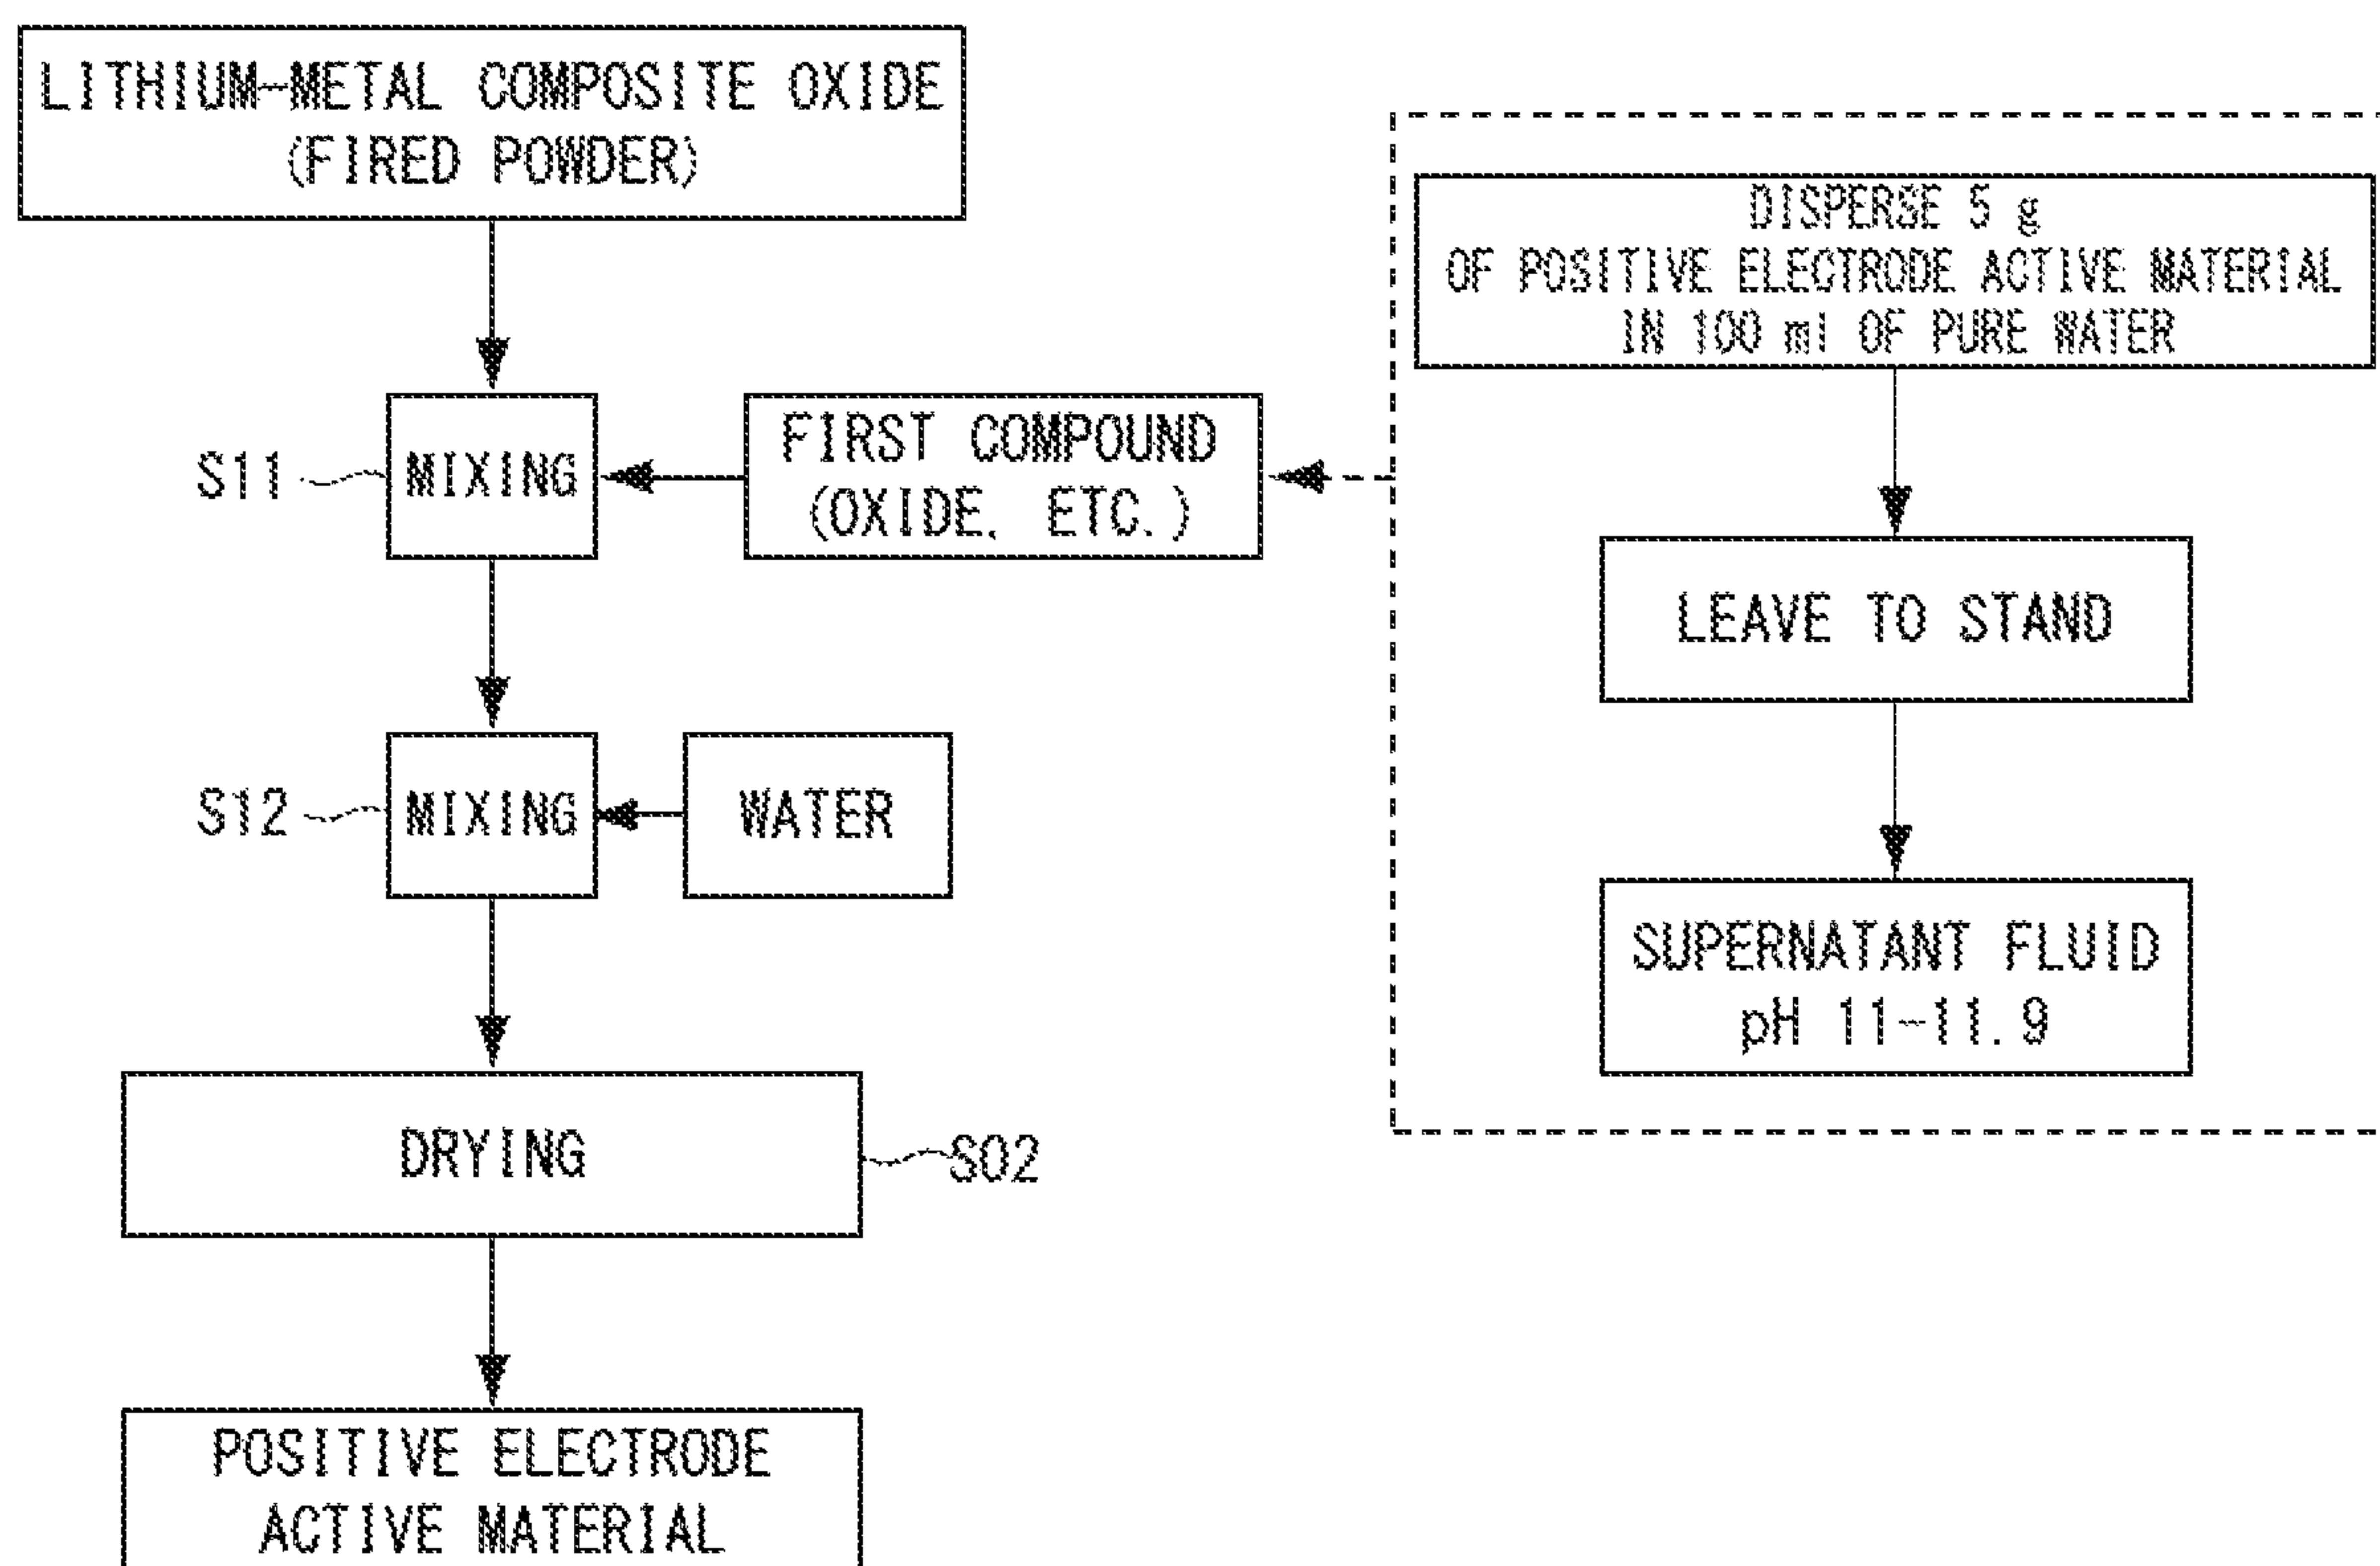 LITHIUM-METAL COMPOSITE OXIDE
(FIRED POWDER)
S11
MIXING
FIRST COMPOUND
(OXIDE, ETC.)
S12
MIXING
WATER
DRYING
S02
POSITIVE ELECTRODE
ACTIVE MATERIAL
DISPERSE 5 g
OF POSITIVE ELECTRODE ACTIVE MATERIAL
IN 100 ml OF PURE WATER
LEAVE TO STAND
SUPERNATANT FLUID
pH 11-11.9